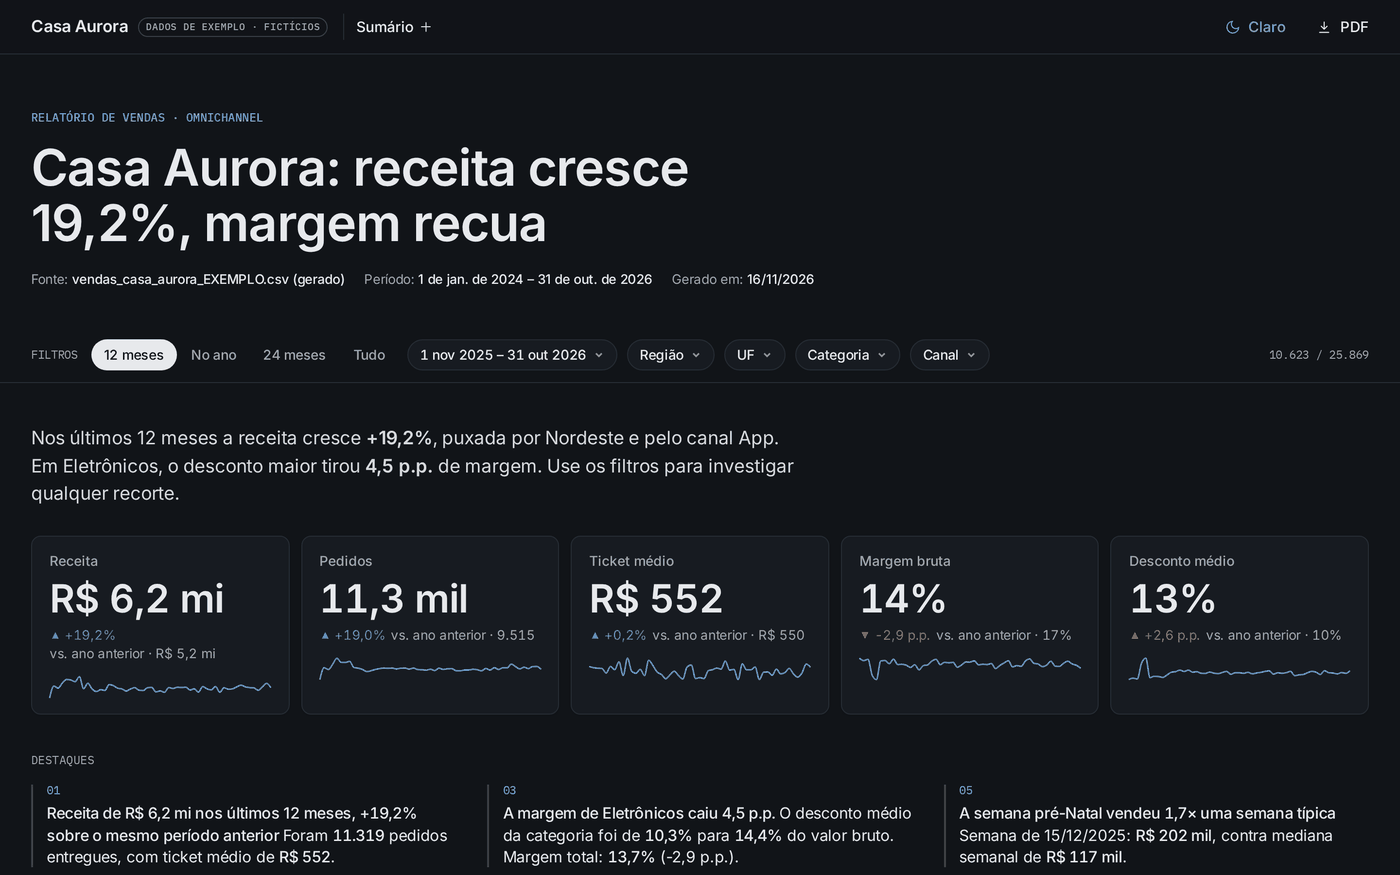 Casa Aurora
DADOS DE EXEMPLO · FICTÍCIOS
Sumário +
Claro
PDF
RELATÓRIO DE VENDAS · OMNICHANNEL
Casa Aurora: receita cresce
19,2%, margem recua
Fonte: vendas_casa_aurora_EXEMPLO.csv (gerado) Período: 1 de jan. de 2024 – 31 de out. de 2026 Gerado em: 16/11/2026
FILTROS 12 meses No ano 24 meses Tudo 1 nov 2025 – 31 out 2026 Região UF Categoria Canal 10.623 / 25.869
Nos últimos 12 meses a receita cresce +19,2%, puxada por Nordeste e pelo canal App.
Em Eletrônicos, o desconto maior tirou 4,5 p.p. de margem. Use os filtros para investigar
qualquer recorte.
Receita
R$ 6,2 mi
▲ +19,2%
vs. ano anterior · R$ 5,2 mi
Pedidos
11,3 mil
▲ +19,0% vs. ano anterior · 9.515
Ticket médio
R$ 552
▲ +0,2% vs. ano anterior · R$ 550
Margem bruta
14%
▼ -2,9 p.p. vs. ano anterior · 17%
Desconto médio
13%
▲ +2,6 p.p. vs. ano anterior · 10%
DESTAQUES
01
Receita de R$ 6,2 mi nos últimos 12 meses, +19,2%
sobre o mesmo período anterior Foram 11.319 pedidos
entregues, com ticket médio de R$ 552.
03
A margem de Eletrônicos caiu 4,5 p.p. O desconto médio
da categoria foi de 10,3% para 14,4% do valor bruto.
Margem total: 13,7% (-2,9 p.p.).
05
A semana pré-Natal vendeu 1,7× uma semana típica
Semana de 15/12/2025: R$ 202 mil, contra mediana
semanal de R$ 117 mil.